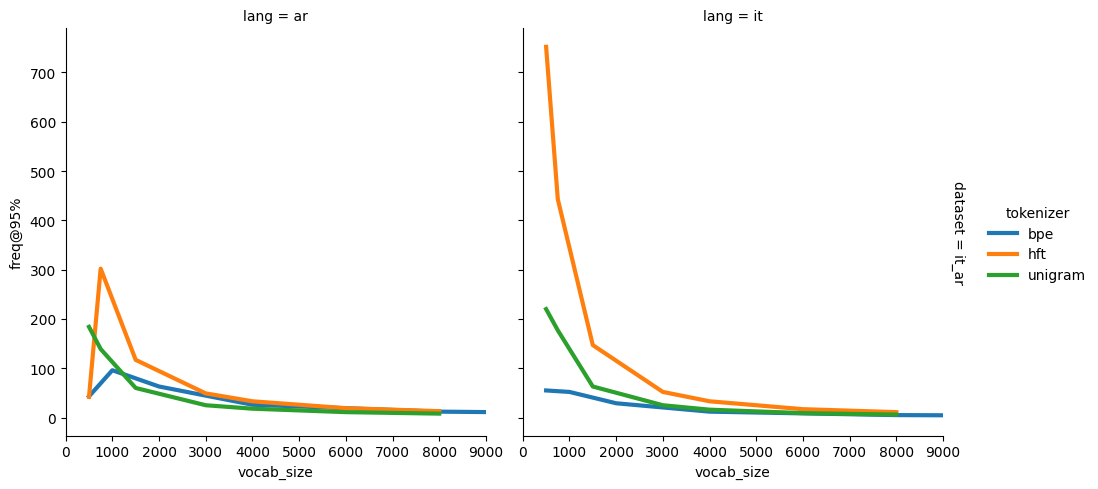 lang = ar
lang = it
freq@95%
700
600
500
400
300
200
100
0
0 1000 2000 3000 4000 5000 6000 7000 8000 9000
0 1000 2000 3000 4000 5000 6000 7000 8000 9000
vocab_size
vocab_size
dataset = it_ar
tokenizer
bpe
hft
unigram